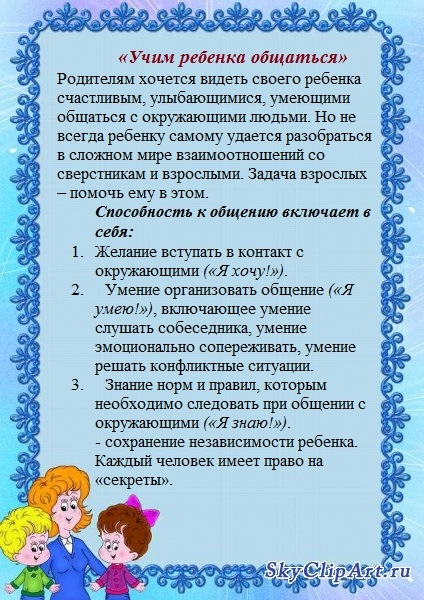 «Учим ребенка общаться»
Родителям хочется видеть своего ребенка
счастливым, улыбающимися, умеющими
общаться с окружающими людьми. Но не
всегда ребенку самому удается разобраться
в сложном мире взаимоотношений со
сверстникам и взрослыми. Задача взрослых
– помочь ему в этом.
Способность к общению включает в
себя:
1. Желание вступать в контакт с
окружающими («Я хочу!»).
2. Умение организовать общение («Я
умею!»), включающее умение
слушать собеседника, умение
эмоционально сопереживать, умение
решать конфликтные ситуации.
3. Знание норм и правил, которым
необходимо следовать при общении с
окружающими («Я знаю!»).
- сохранение независимости ребенка.
Каждый человек имеет право на
«секреты».
SkyClipArt.ru